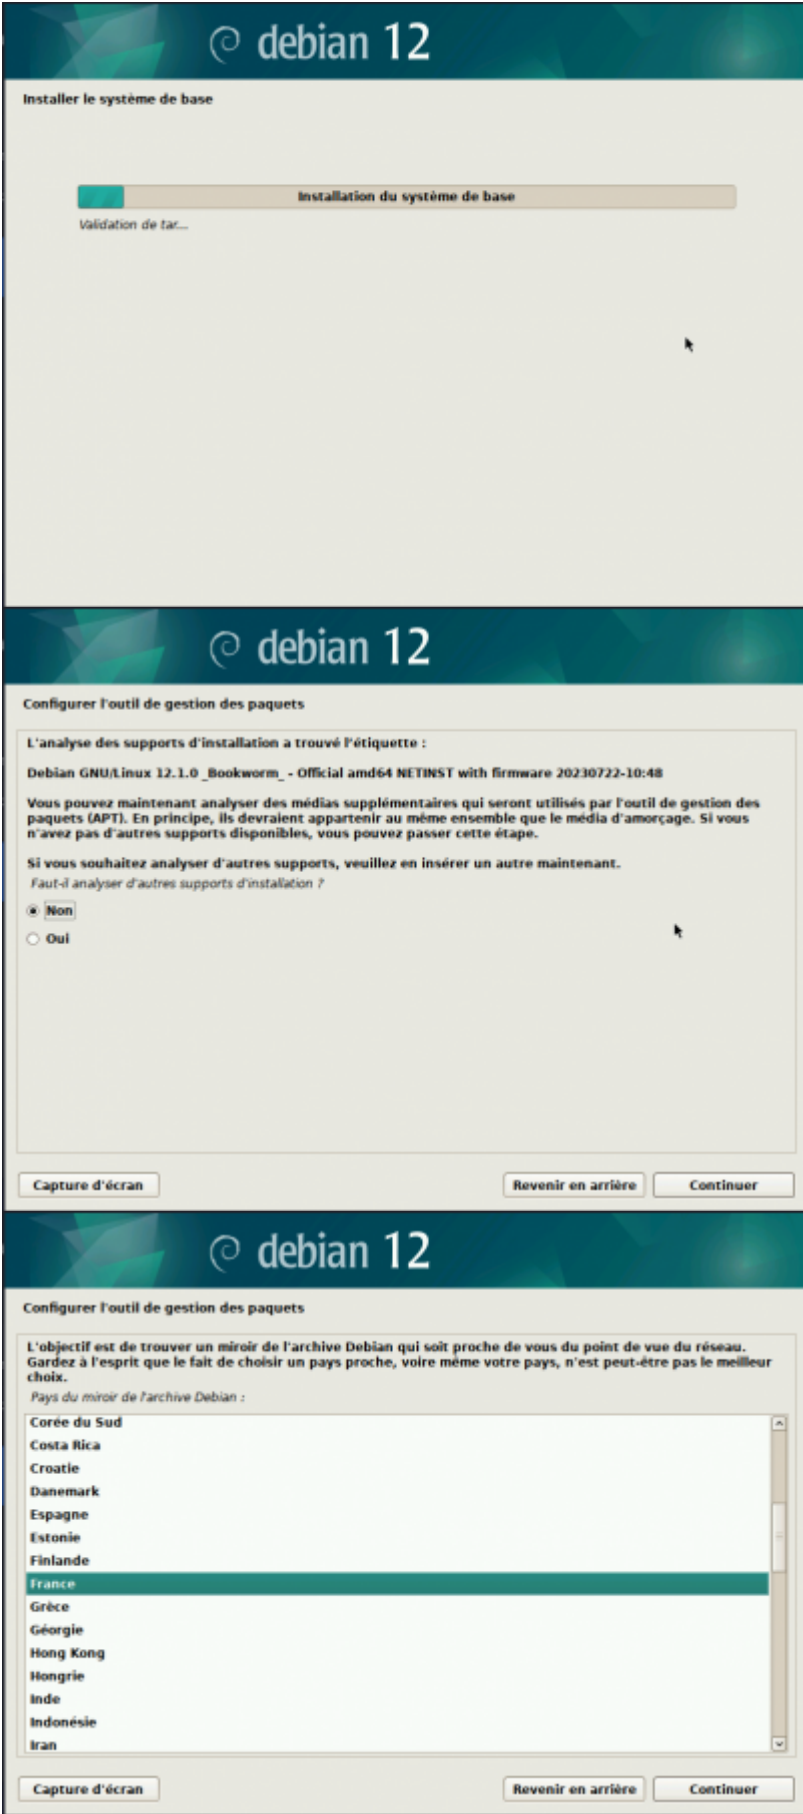 debian 12
Installer le système de base
Installation du système de base
Validation de tar...
debian 12
Configurer l'outil de gestion des paquets
L'analyse des supports d'installation a trouvé l'étiquette :
Debian GNU/Linux 12.1.0 _Bookworm_ - Official amd64 NETINST with firmware 20230722-10:48
Vous pouvez maintenant analyser des médias supplémentaires qui seront utilisés par l'outil de gestion des
paquets (APT). En principe, ils devraient appartenir au même ensemble que le média d'amorçage. Si vous
n'avez pas d'autres supports disponibles, vous pouvez passer cette étape.
Si vous souhaitez analyser d'autres supports, veuillez en insérer un autre maintenant.
Faut-il analyser d'autres supports d'installation ?
Non
Oui
Capture d'écran
Revenir en arrière
Continuer
debian 12
Configurer l'outil de gestion des paquets
L'objectif est de trouver un miroir de l'archive Debian qui soit proche de vous du point de vue du réseau.
Gardez à l'esprit que le fait de choisir un pays proche, voire même votre pays, n'est peut-être pas le meilleur
choix.
Pays du miroir de l'archive Debian :
Corée du Sud
Costa Rica
Croatie
Danemark
Espagne
Estonie
Finlande
France
Grèce
Géorgie
Hong Kong
Hongrie
Inde
Indonésie
Iran
Capture d'écran
Revenir en arrière
Continuer